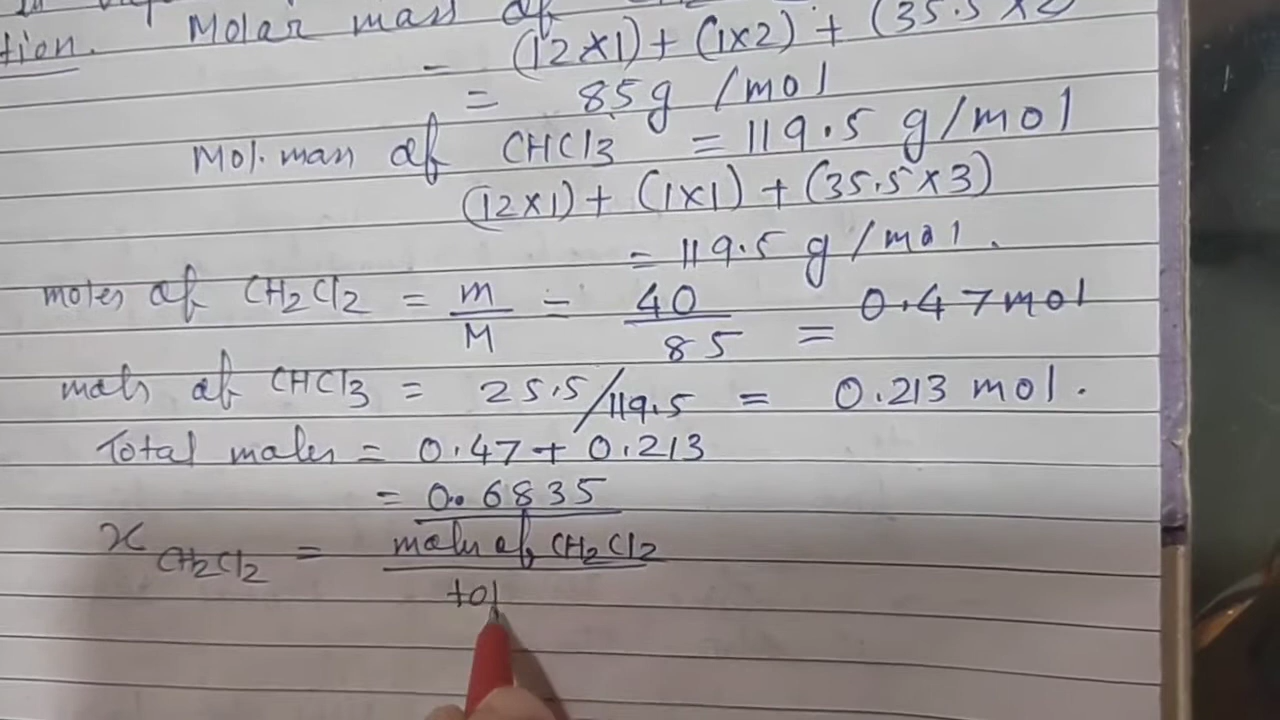 tion. Molar mass of
= (12×1) + (1×2) + (35.5×2)
= 85g /mol
Mol. mass of CHCl3 = 119.5 g/mol
(12×1) + (1×1) + (35.5×3)
= 119.5 g/mol.
moles of CH2Cl2 = m/M = 40/85 = 0.47mol
mols of CHCl3 = 25.5/119.5 = 0.213 mol.
Total moles = 0.47 + 0.213
= 0.6835
x CH2Cl2 = moles of CH2Cl2 / tot